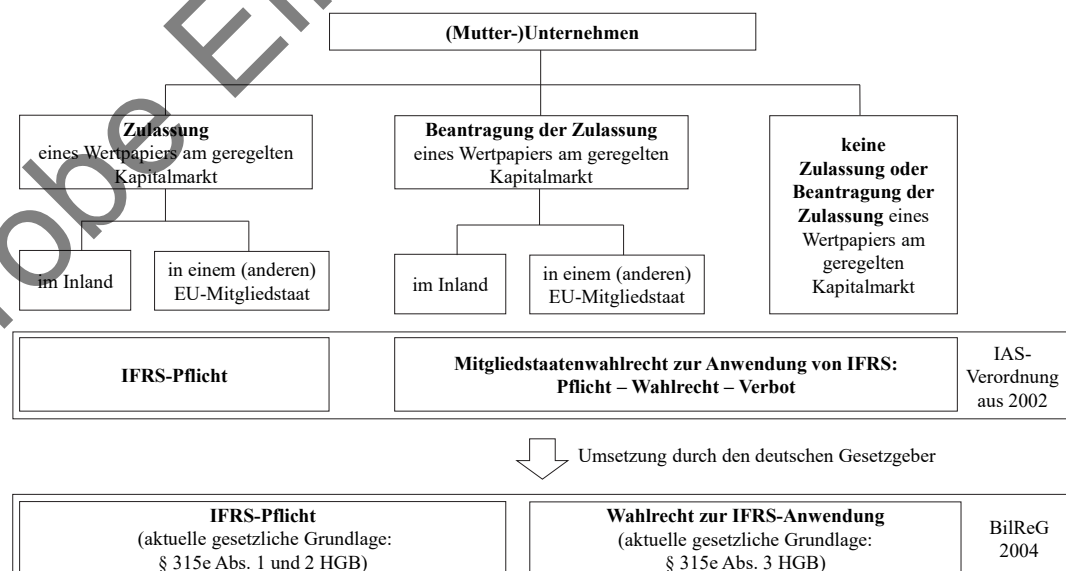 (Mutter-)Unternehmen
Zulassung
eines Wertpapiers am geregelten
Kapitalmarkt
Beantragung der Zulassung
eines Wertpapiers am geregelten
Kapitalmarkt
keine
Zulassung oder
Beantragung der
Zulassung eines
Wertpapiers am
geregelten
Kapitalmarkt
im Inland
in einem (anderen)
EU-Mitgliedstaat
im Inland
in einem (anderen)
EU-Mitgliedstaat
IFRS-Pflicht
Mitgliedstaatenwahlrecht zur Anwendung von IFRS:
Pflicht – Wahlrecht – Verbot
IAS-
Verordnung
aus 2002
Umsetzung durch den deutschen Gesetzgeber
IFRS-Pflicht
(aktuelle gesetzliche Grundlage:
§ 315e Abs. 1 und 2 HGB)
Wahlrecht zur IFRS-Anwendung
(aktuelle gesetzliche Grundlage:
§ 315e Abs. 3 HGB)
BilReG
2004